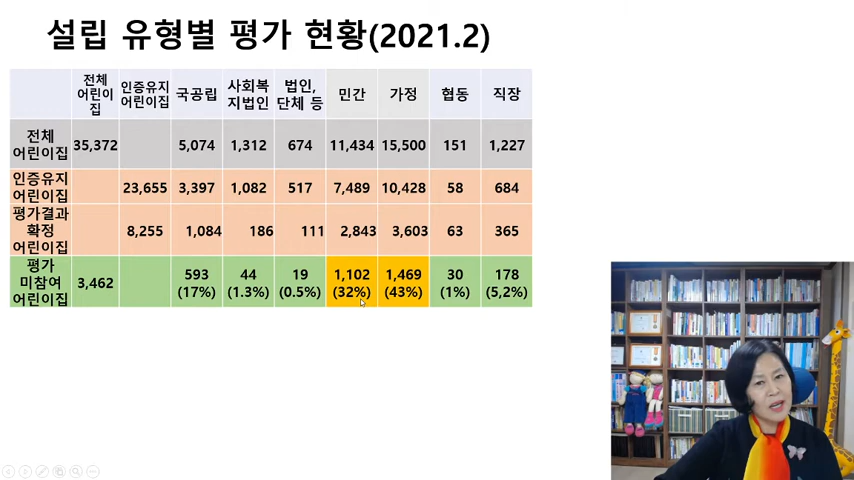 설립 유형별 평가 현황(2021.2)
전체 어린이집 인증유지 어린이집 국공립 사회복지법인 법인, 단체 등 민간 가정 협동 직장
전체 어린이집 35,372 5,074 1,312 674 11,434 15,500 151 1,227
인증유지 어린이집 23,655 3,397 1,082 517 7,489 10,428 58 684
평가결과 확정 어린이집 8,255 1,084 186 111 2,843 3,603 63 365
평가 미참여 어린이집 3,462 593 (17%) 44 (1.3%) 19 (0.5%) 1,102 (32%) 1,469 (43%) 30 (1%) 178 (5,2%)